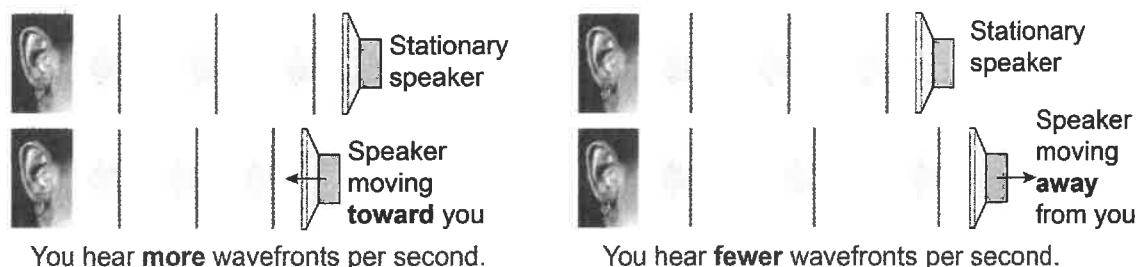 Stationary
speaker
Speaker
moving
toward you
You hear more wavefronts per second.
Stationary
speaker
Speaker
moving
away
from you
You hear fewer wavefronts per second.